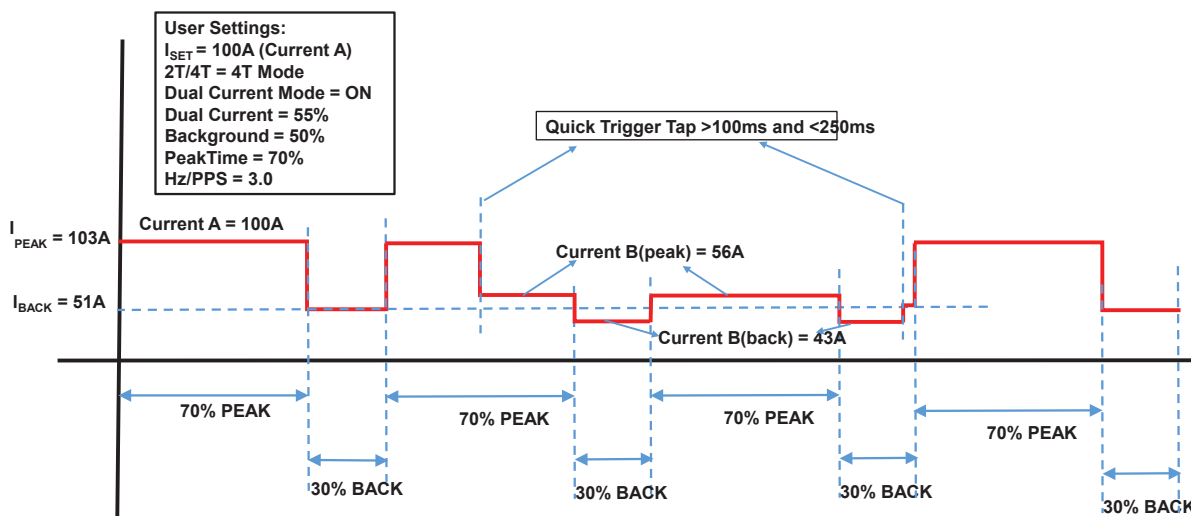 User Settings:
ISET = 100A (Current A)
2T/4T = 4T Mode
Dual Current Mode = ON
Dual Current = 55%
Background = 50%
PeakTime = 70%
Hz/PPS = 3.0
Quick Trigger Tap >100ms and <250ms
Current A = 100A
IPEAK = 103A
Current B(peak) = 56A
IBACK = 51A
Current B(back) = 43A
70% PEAK
70% PEAK
70% PEAK
70% PEAK
30% BACK
30% BACK
30% BACK
30% BACK